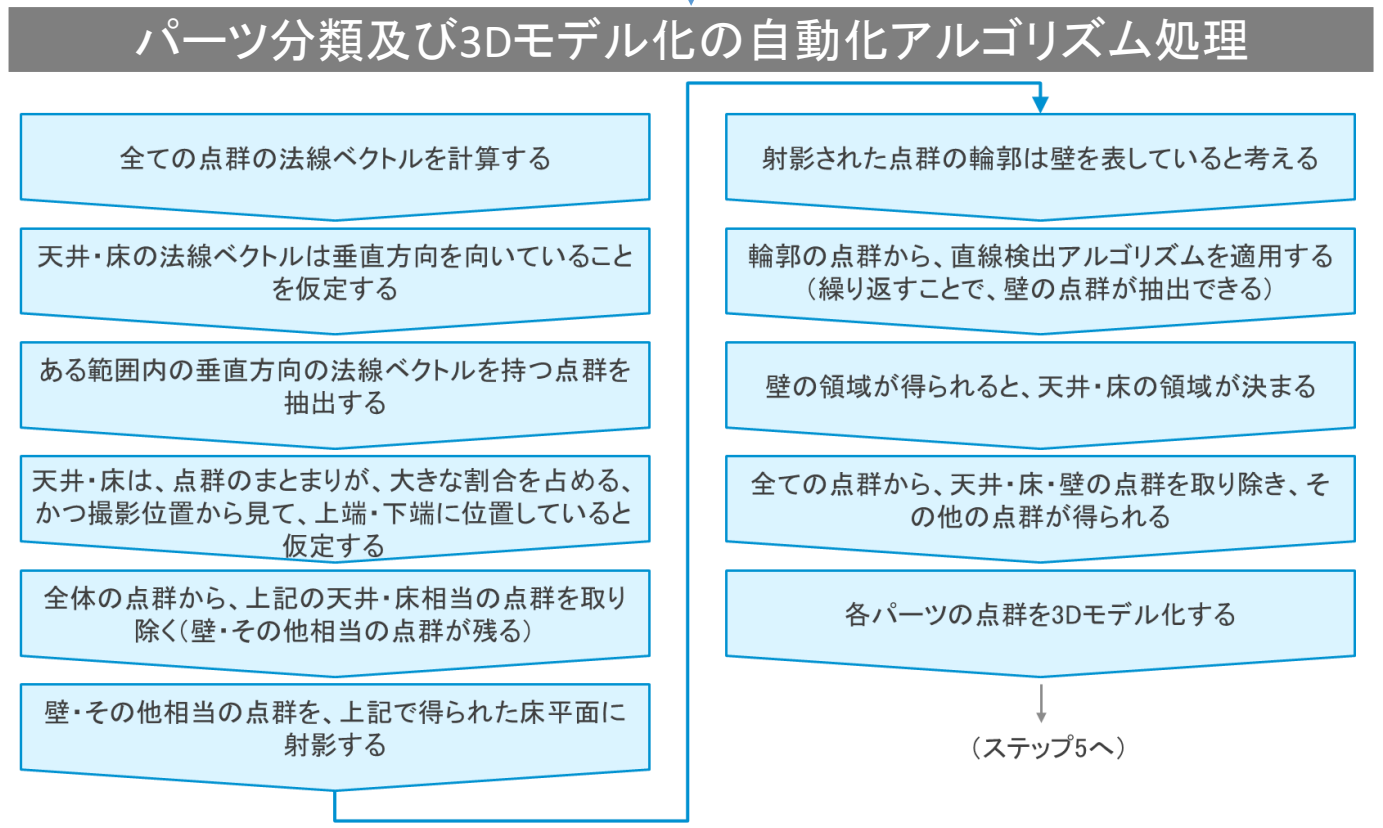 パーツ分類及び3Dモデル化の自動化アルゴリズム処理
全ての点群の法線ベクトルを計算する
天井・床の法線ベクトルは垂直方向を向いていること
を仮定する
ある範囲内の垂直方向の法線ベクトルを持つ点群を
抽出する
天井・床は、点群のまとまりが、大きな割合を占める、
かつ撮影位置から見て、上端・下端に位置していると
仮定する
全体の点群から、上記の天井・床相当の点群を取り
除く(壁・その他相当の点群が残る)
壁・その他相当の点群を、上記で得られた床平面に
射影する
射影された点群の輪郭は壁を表していると考える
輪郭の点群から、直線検出アルゴリズムを適用する
(繰り返すことで、壁の点群が抽出できる)
壁の領域が得られると、天井・床の領域が決まる
全ての点群から、天井・床・壁の点群を取り除き、そ
の他の点群が得られる
各パーツの点群を3Dモデル化する
(ステップ5へ)